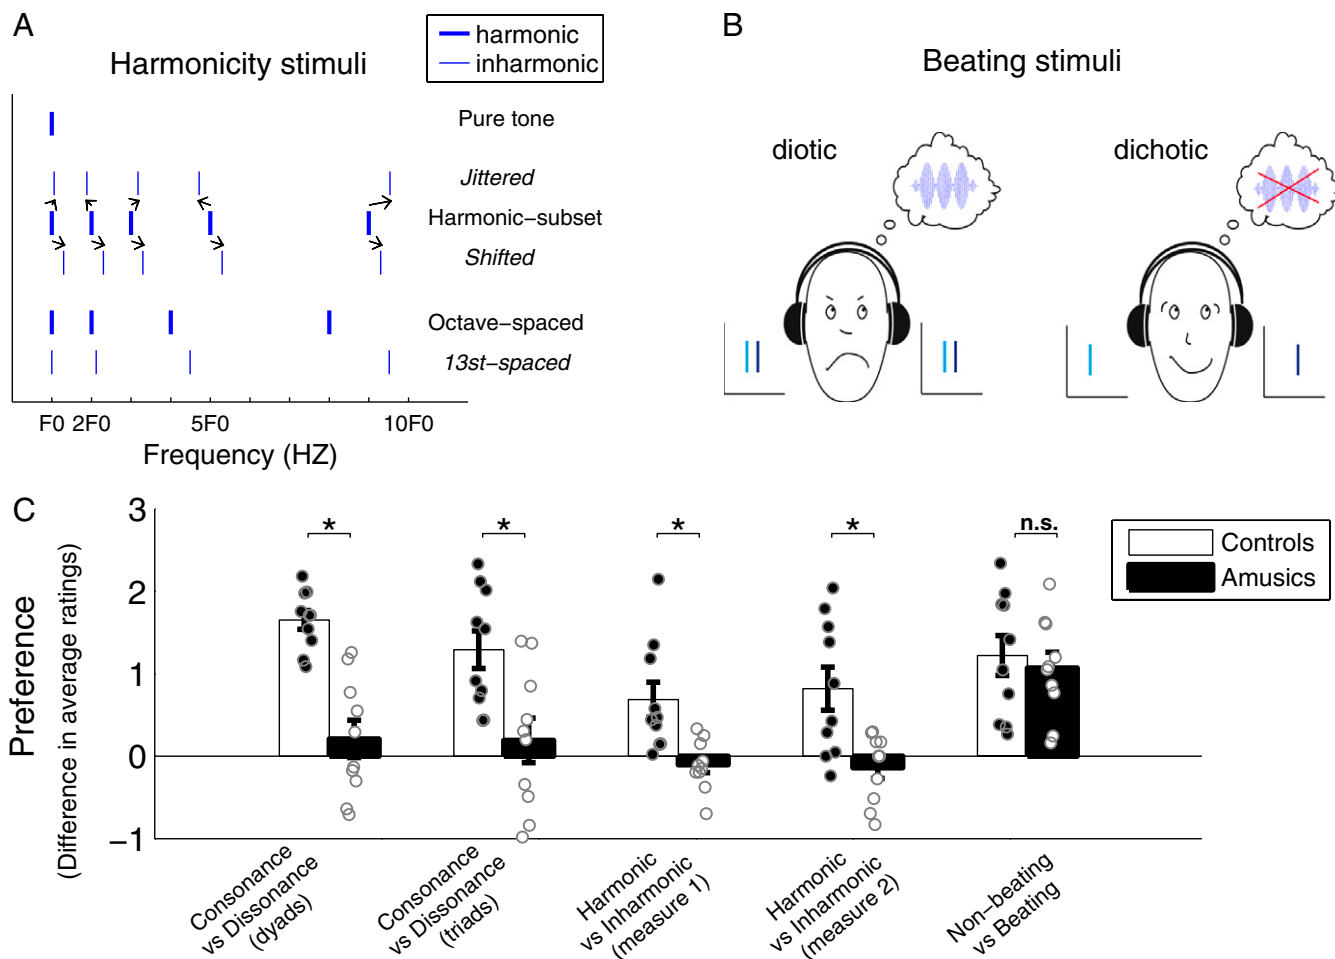 A
Harmonicity stimuli
harmonic
inharmonic
Pure tone
Jittered
Harmonic-subset
Shifted
Octave-spaced
13st-spaced
F0 2F0 5F0 10F0
Frequency (HZ)
B
Beating stimuli
diotic
dichotic
C
Preference
(Difference in average ratings)
3
2
1
0
-1
*
*
*
*
n.s.
Controls
Amusics
Consonance
vs Dissonance
(dyads)
Consonance
vs Dissonance
(triads)
Harmonic
vs Inharmonic
(measure 1)
Harmonic
vs Inharmonic
(measure 2)
Non-beating
vs Beating